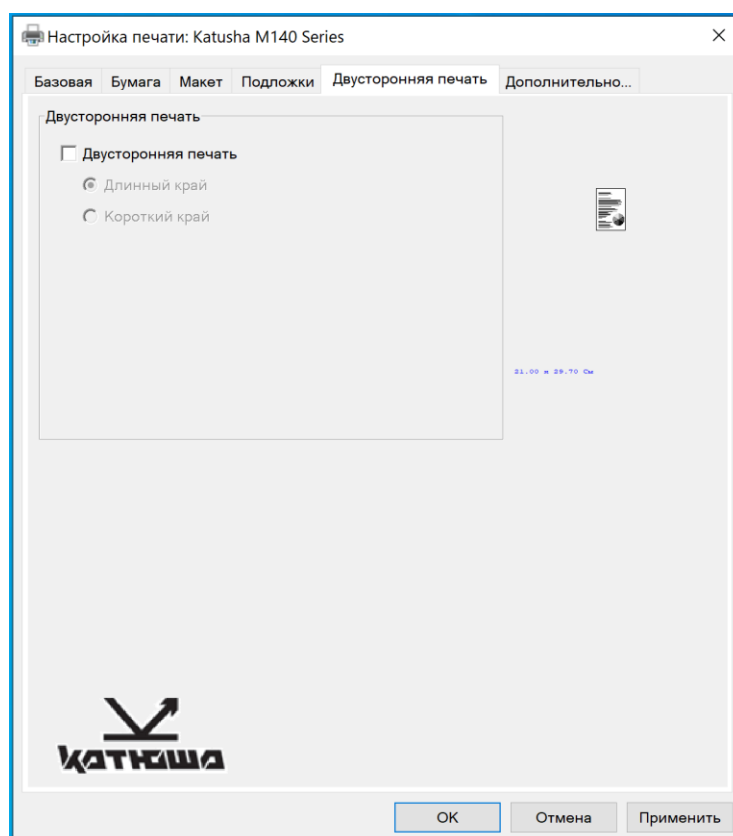 Настройка печати: Katusha M140 Series
Базовая Бумага Макет Подложки Двусторонняя печать Дополнительно...
Двусторонняя печать
Двусторонняя печать
Длинный край
Короткий край
21.00 x 29.70 См
катюша
OK Отмена Применить